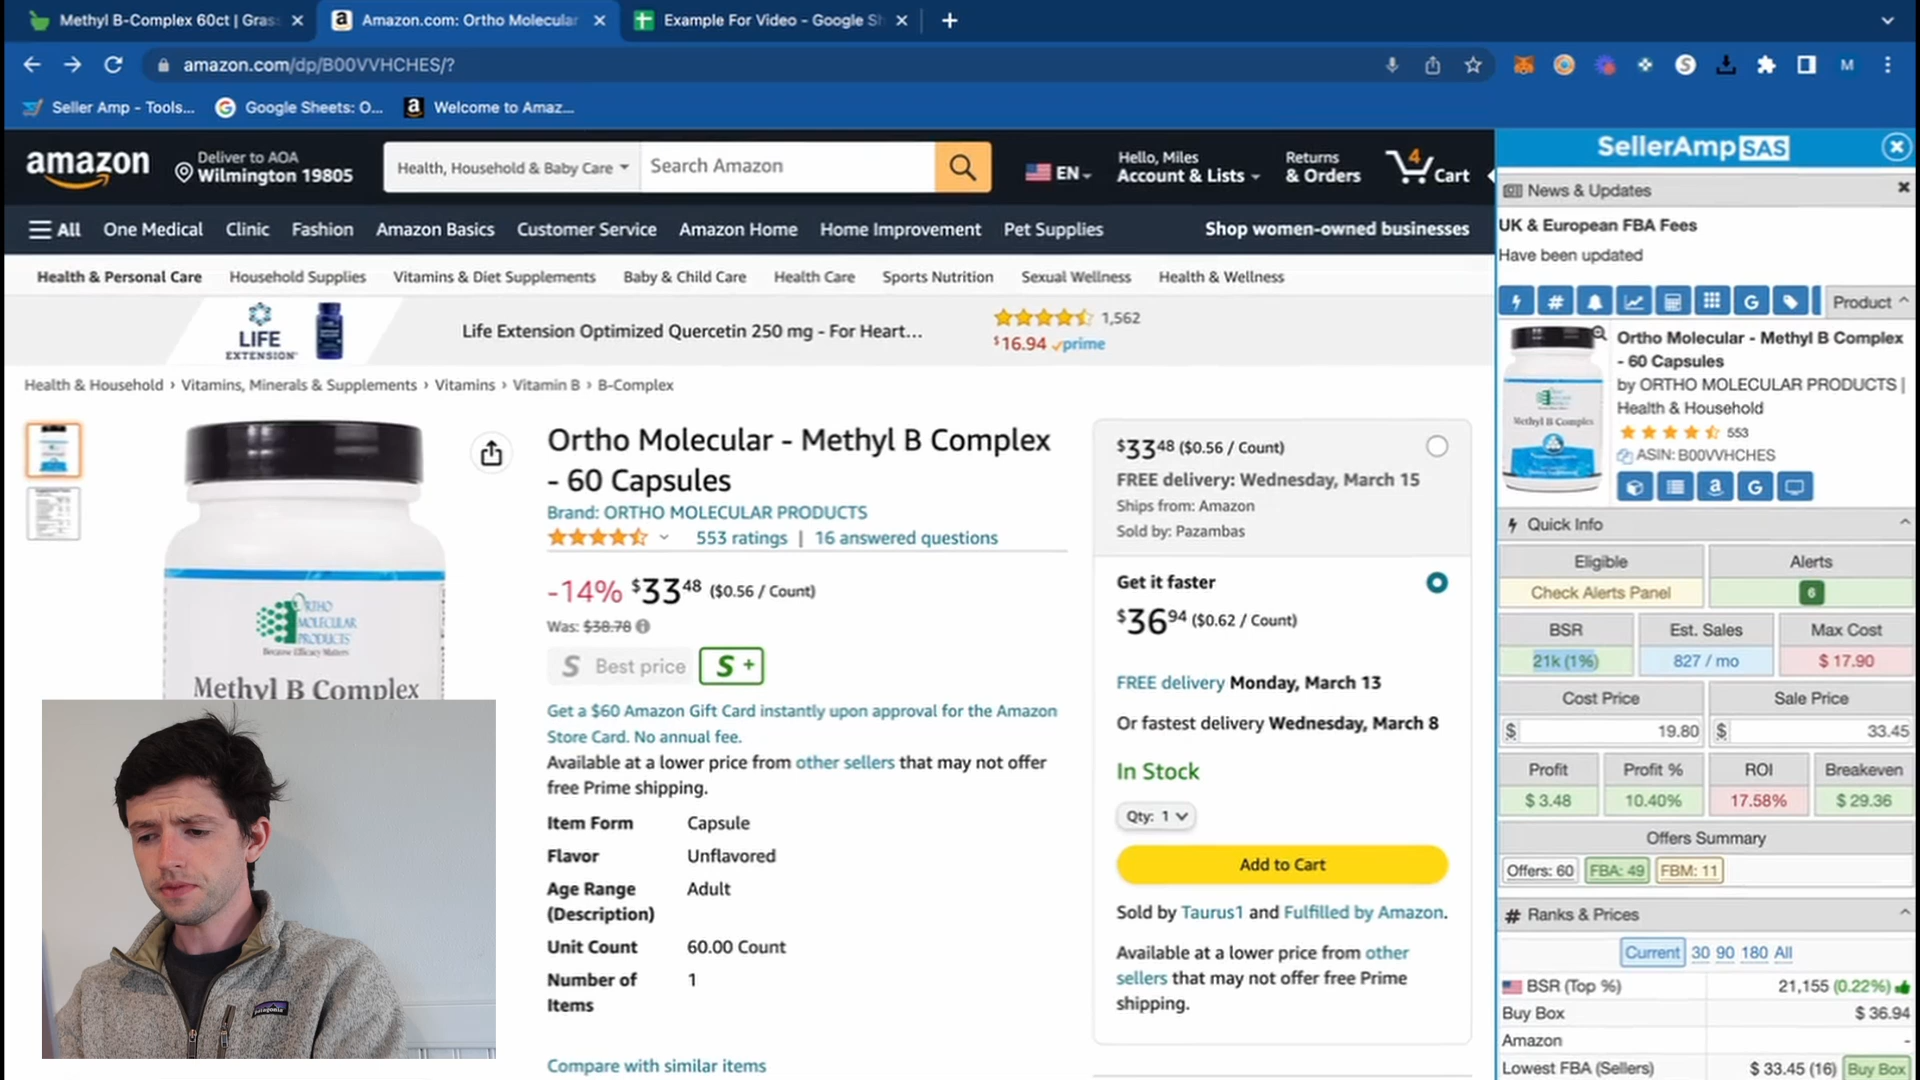 Methyl B-Complex 60ct | Gras
Amazon.com: Ortho Molecular
Example For Video - Google Sh
amazon.com/dp/B00VVHCHES/?
M
Seller Amp - Tools...
Google Sheets: O...
Welcome to Amaz...
amazon
Deliver to AOA
Wilmington 19805
Health, Household & Baby Care
Search Amazon
EN
Hello, Miles
Account & Lists
Returns
& Orders
4
Cart
All
One Medical
Clinic
Fashion
Amazon Basics
Customer Service
Amazon Home
Home Improvement
Pet Supplies
Shop women-owned businesses
Health & Personal Care
Household Supplies
Vitamins & Diet Supplements
Baby & Child Care
Health Care
Sports Nutrition
Sexual Wellness
Health & Wellness
LIFE
EXTENSION
Life Extension Optimized Quercetin 250 mg - For Heart...
1,562
$16.94 prime
Health & Household › Vitamins, Minerals & Supplements › Vitamins › Vitamin B › B-Complex
ORTHO
MOLECULAR
PRODUCTS
Because Efficacy Matters
Methyl B Complex
Ortho Molecular - Methyl B Complex
- 60 Capsules
Brand: ORTHO MOLECULAR PRODUCTS
553 ratings | 16 answered questions
-14% $33 48 ($0.56 / Count)
Was: $38.78
S Best price
S +
Get a $60 Amazon Gift Card instantly upon approval for the Amazon
Store Card. No annual fee.
Available at a lower price from other sellers that may not offer
free Prime shipping.
Item Form Capsule
Flavor Unflavored
Age Range Adult
(Description)
Unit Count 60.00 Count
Number of 1
Items
Compare with similar items
patagonia
$33 48 ($0.56 / Count)
FREE delivery: Wednesday, March 15
Ships from: Amazon
Sold by: Pazambas
Get it faster
$36 94 ($0.62 / Count)
FREE delivery Monday, March 13
Or fastest delivery Wednesday, March 8
In Stock
Qty: 1
Add to Cart
Sold by Taurus1 and Fulfilled by Amazon.
Available at a lower price from other
sellers that may not offer free Prime
shipping.
SellerAmp SAS
News & Updates
UK & European FBA Fees
Have been updated
Product
Ortho Molecular - Methyl B Complex
- 60 Capsules
by ORTHO MOLECULAR PRODUCTS |
Health & Household
553
ASIN: B00VVHCHES
Methyl B Complex
Quick Info
Eligible Alerts
Check Alerts Panel 6
BSR Est. Sales Max Cost
21k (1%) 827 / mo $ 17.90
Cost Price Sale Price
$ 19.80 $ 33.45
Profit Profit % ROI Breakeven
$ 3.48 10.40% 17.58% $ 29.36
Offers Summary
Offers: 60 FBA: 49 FBM: 11
Ranks & Prices
Current 30 90 180 All
BSR (Top %) 21,155 (0.22%)
Buy Box $ 36.94
Amazon -
Lowest FBA (Sellers) $ 33.45 (16) Buy Box